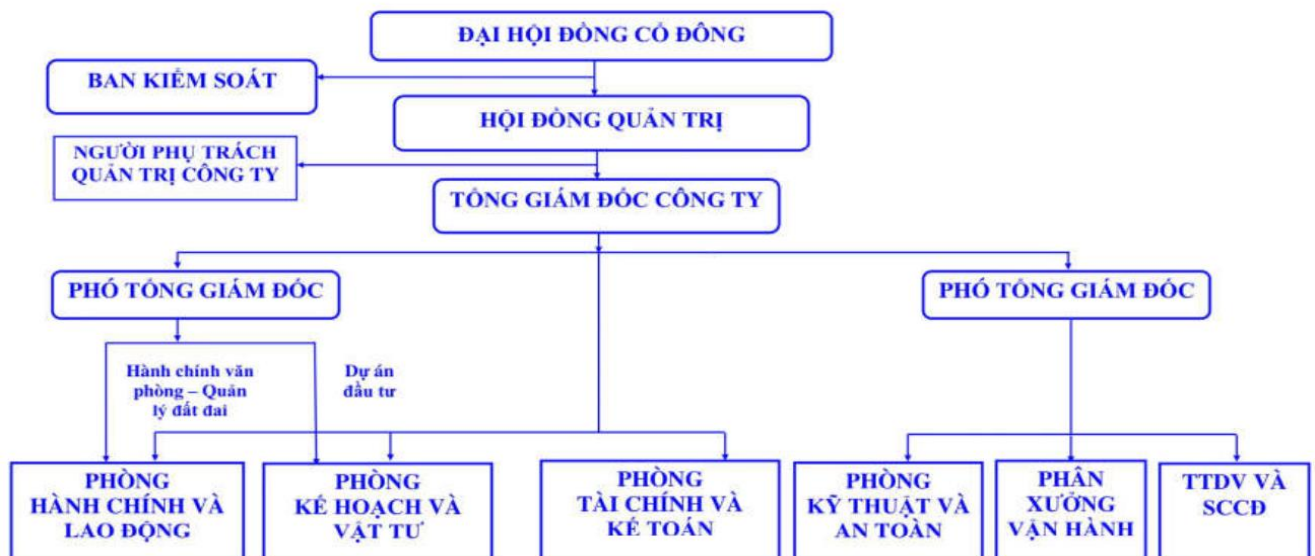 ĐẠI HỘI ĐỒNG CỔ ĐÔNG
BAN KIỂM SOÁT
HỘI ĐỒNG QUẢN TRỊ
NGƯỜI PHỤ TRÁCH
QUẢN TRỊ CÔNG TY
TỔNG GIÁM ĐỐC CÔNG TY
PHÓ TỔNG GIÁM ĐỐC
PHÓ TỔNG GIÁM ĐỐC
Hành chính văn
phòng – Quản
lý đất đai
Dự án
đầu tư
PHÒNG
HÀNH CHÍNH VÀ
LAO ĐỘNG
PHÒNG
KẾ HOẠCH VÀ
VẬT TƯ
PHÒNG
TÀI CHÍNH VÀ
KẾ TOÁN
PHÒNG
KỸ THUẬT VÀ
AN TOÀN
PHÂN
XƯỞNG
VẬN HÀNH
TTDV VÀ
SCCĐ